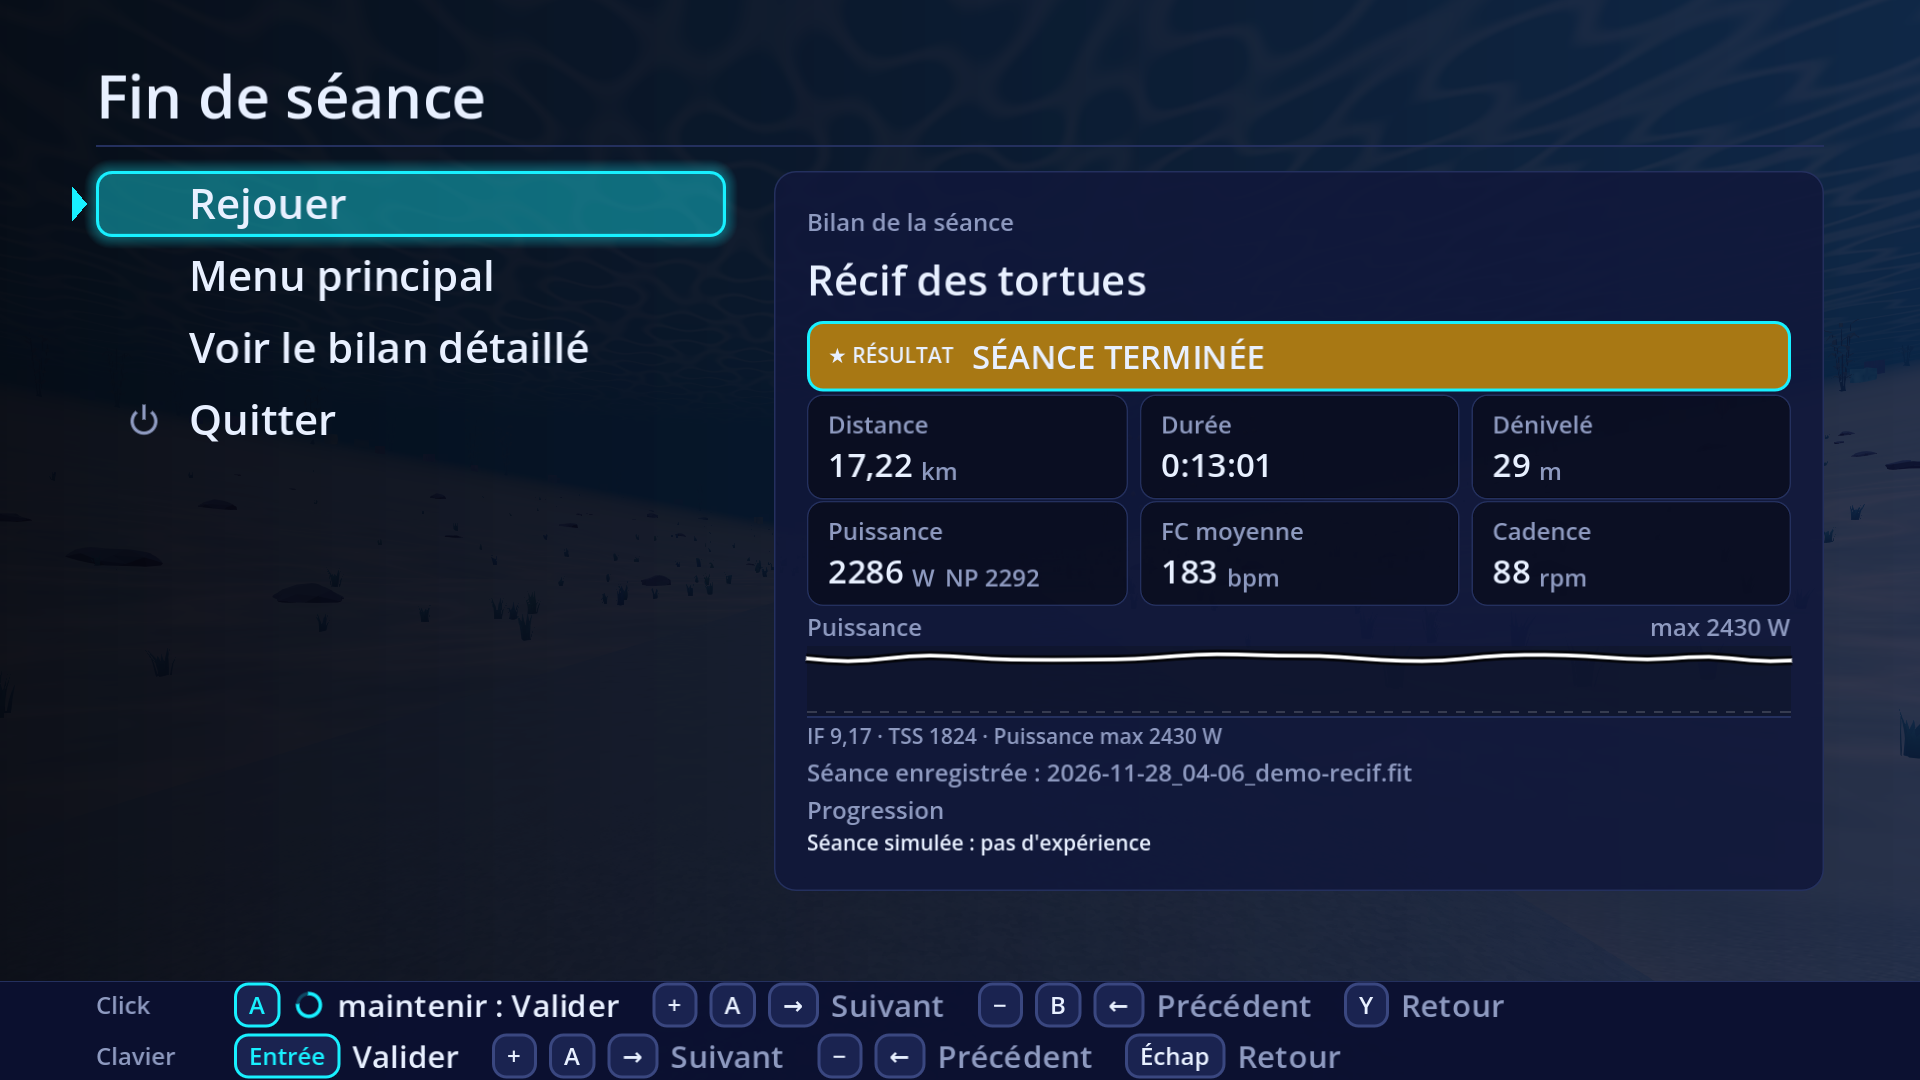 Fin de séance
Rejouer
Menu principal
Voir le bilan détaillé
Quitter
Bilan de la séance
Récif des tortues
★ RÉSULTAT SÉANCE TERMINÉE
Distance
17,22 km
Durée
0:13:01
Dénivelé
29 m
Puissance
2286 W NP 2292
FC moyenne
183 bpm
Cadence
88 rpm
Puissance max 2430 W
IF 9,17 · TSS 1824 · Puissance max 2430 W
Séance enregistrée : 2026-11-28_04-06_demo-recif.fit
Progression
Séance simulée : pas d'expérience
Click A maintenir : Valider + A → Suivant − B ← Précédent Y Retour
Clavier Entrée Valider + A → Suivant − ← Précédent Échap Retour